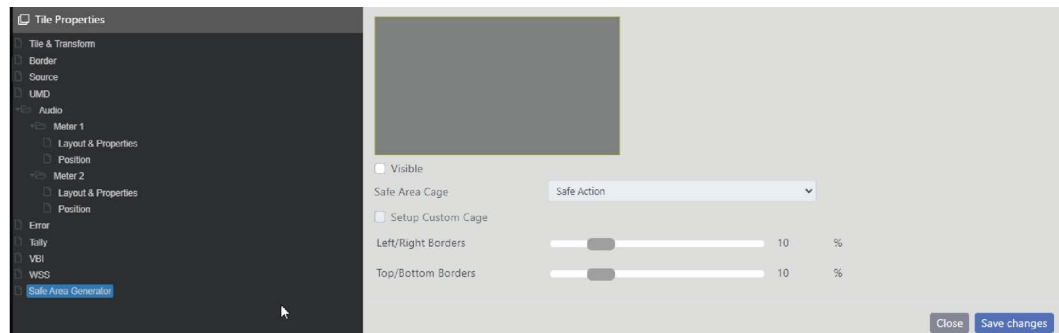 Tile Properties
Tile & Transform
Border
Source
UMD
Audio
Meter 1
Layout & Properties
Position
Meter 2
Layout & Properties
Position
Error
Tally
VBI
WSS
Safe Area Generator
Visible
Safe Area Cage Safe Action
Setup Custom Cage
Left/Right Borders 10 %
Top/Bottom Borders 10 %
Close Save changes